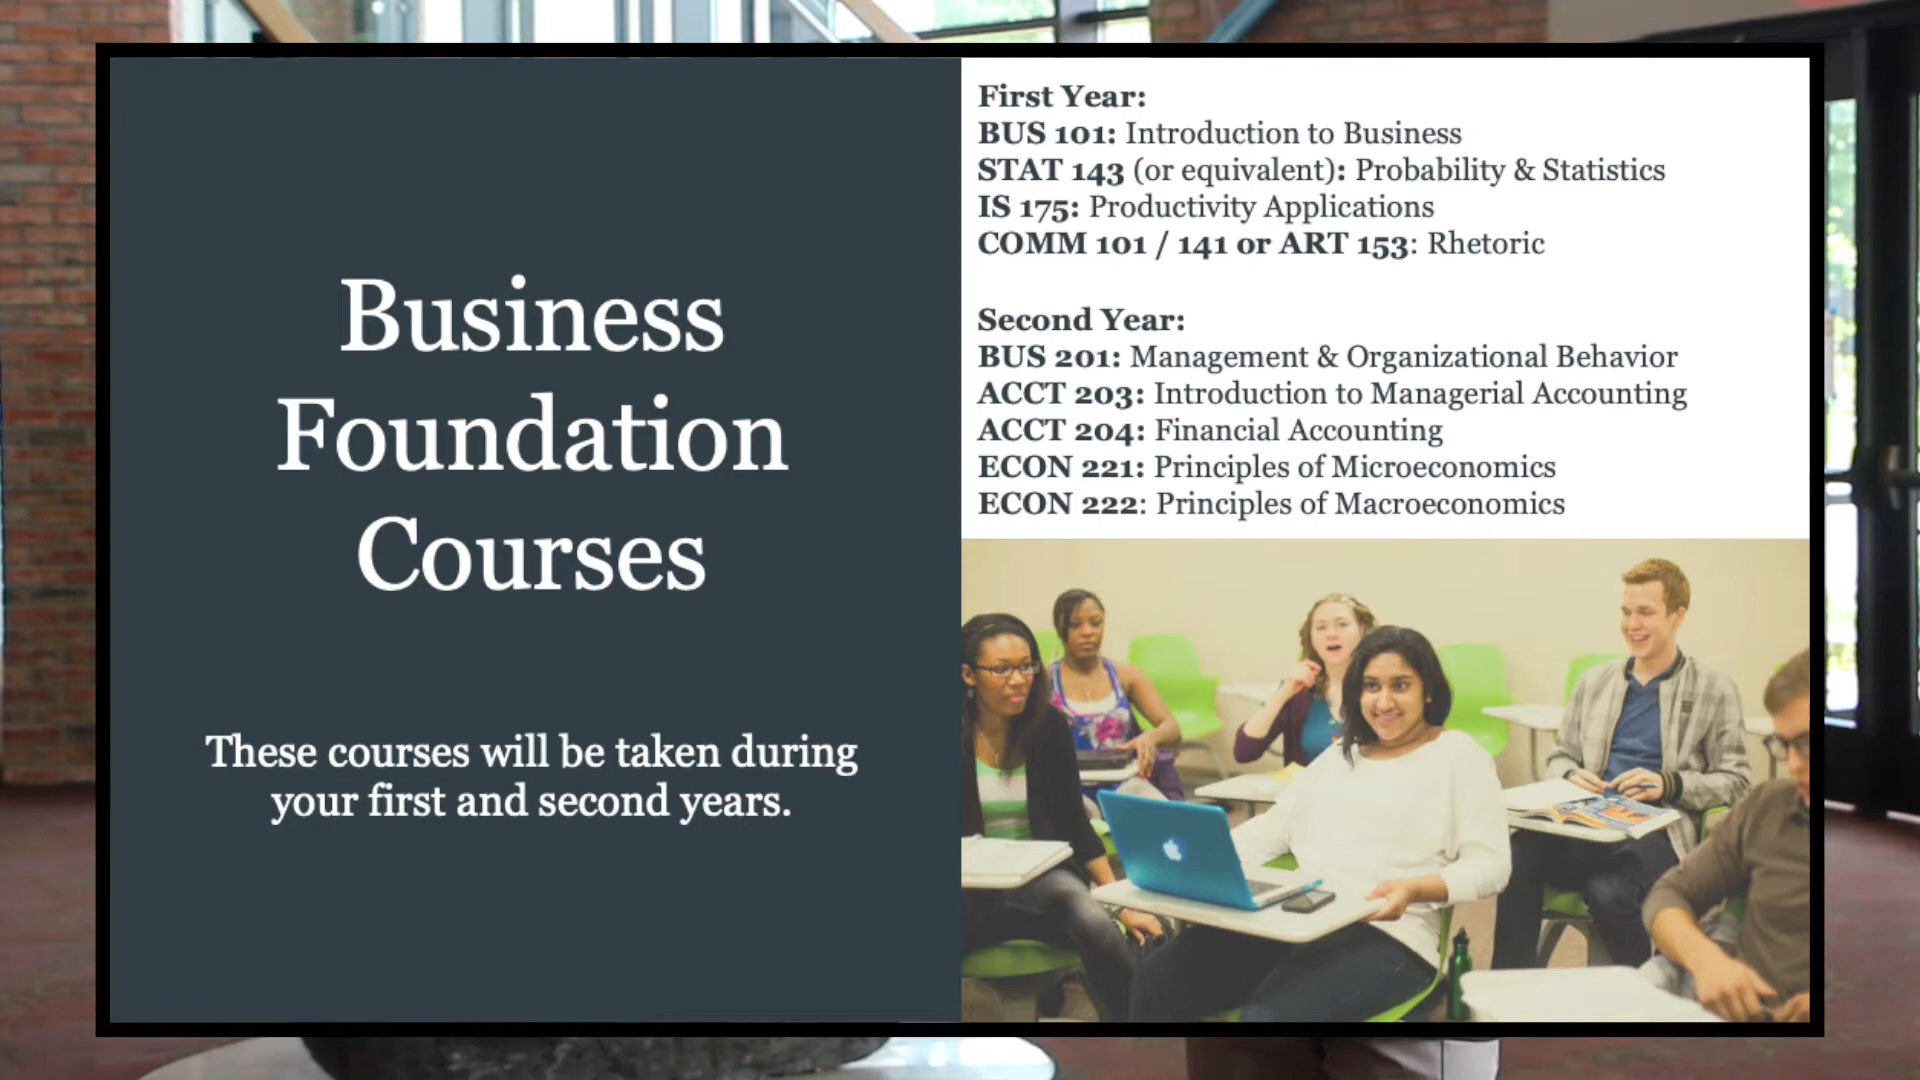 Business
Foundation
Courses
These courses will be taken during
your first and second years.
First Year:
BUS 101: Introduction to Business
STAT 143 (or equivalent): Probability & Statistics
IS 175: Productivity Applications
COMM 101 / 141 or ART 153: Rhetoric
Second Year:
BUS 201: Management & Organizational Behavior
ACCT 203: Introduction to Managerial Accounting
ACCT 204: Financial Accounting
ECON 221: Principles of Microeconomics
ECON 222: Principles of Macroeconomics